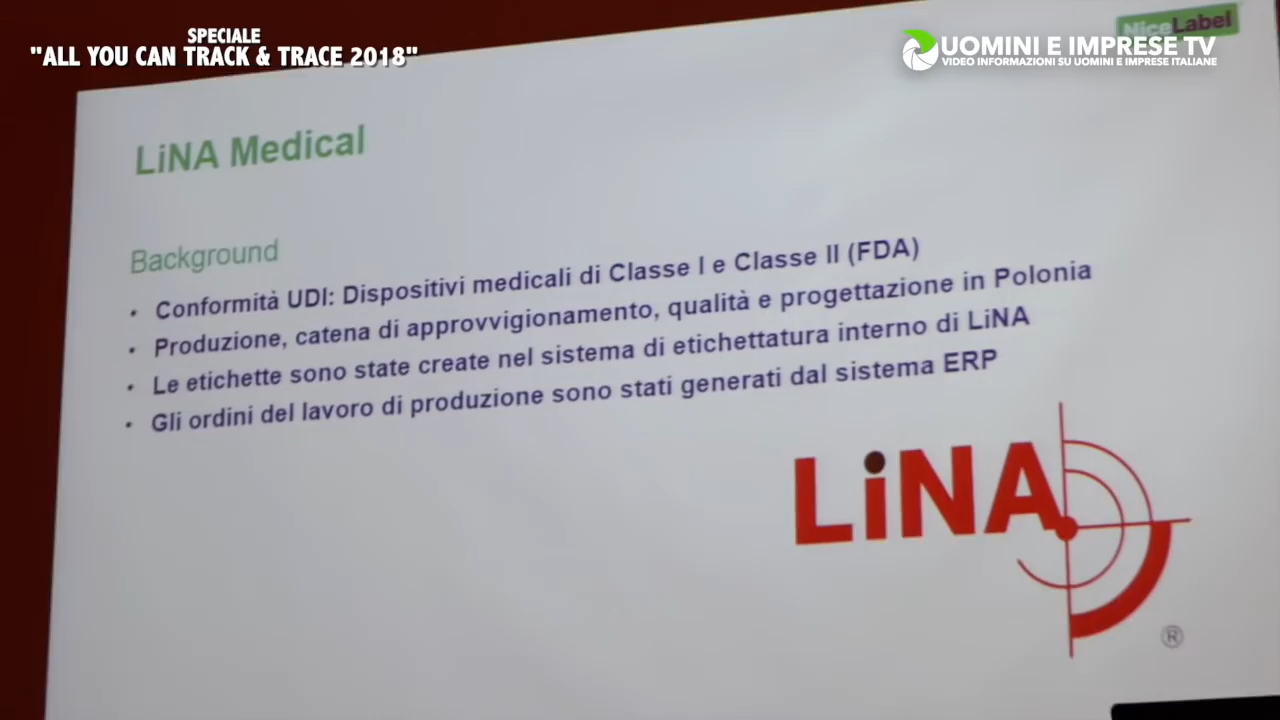 SPECIALE
"ALL YOU CAN TRACK & TRACE 2018"
NiceLabel
UOMINI E IMPRESE TV
VIDEO INFORMAZIONI SU UOMINI E IMPRESE ITALIANE
LiNA Medical
Background
• Conformità UDI: Dispositivi medicali di Classe I e Classe II (FDA)
• Produzione, catena di approvvigionamento, qualità e progettazione in Polonia
• Le etichette sono state create nel sistema di etichettatura interno di LiNA
• Gli ordini del lavoro di produzione sono stati generati dal sistema ERP
LiNA
®